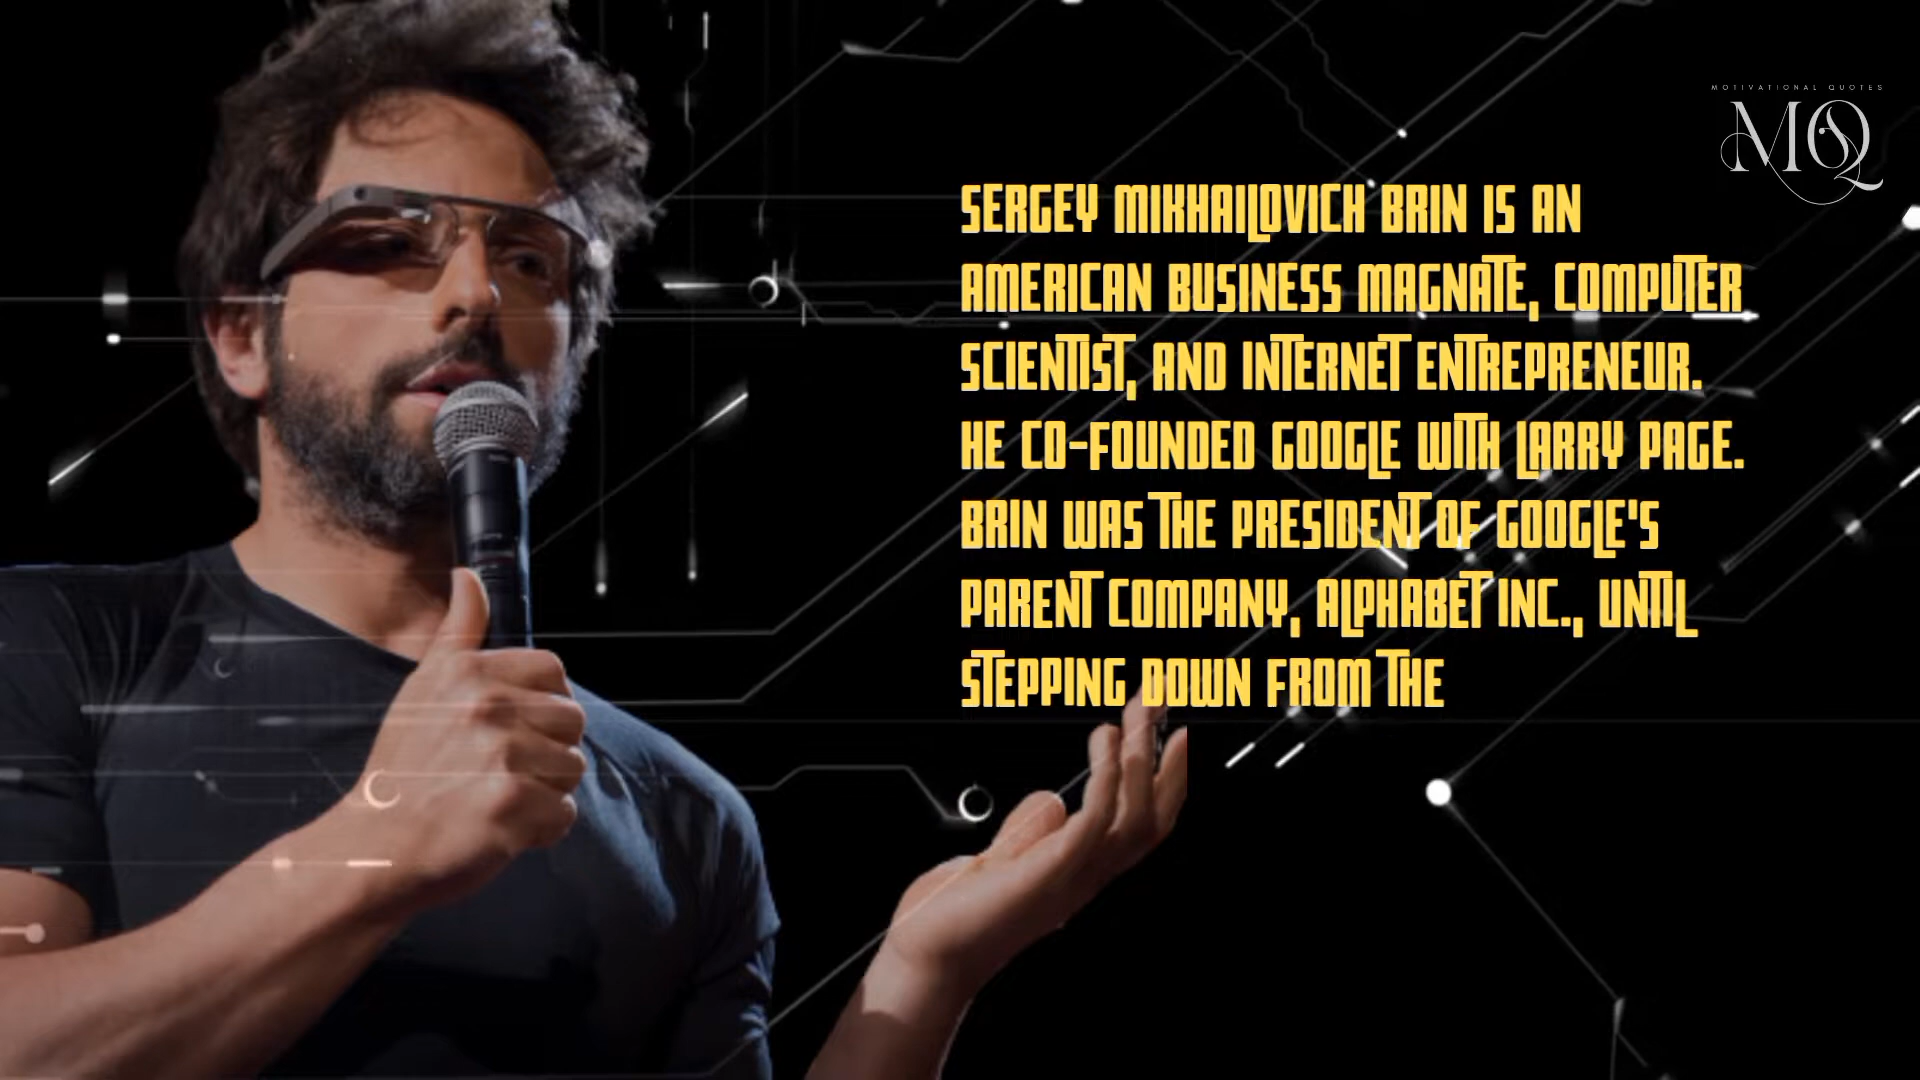 MOTIVATIONAL QUOTES
MQ
SERGEY MIKHAILOVICH BRIN IS AN
AMERICAN BUSINESS MAGNATE, COMPUTER
SCIENTIST, AND INTERNET ENTREPRENEUR.
HE CO-FOUNDED GOOGLE WITH LARRY PAGE.
BRIN WAS THE PRESIDENT OF GOOGLE'S
PARENT COMPANY, ALPHABET INC., UNTIL
STEPPING DOWN FROM THE